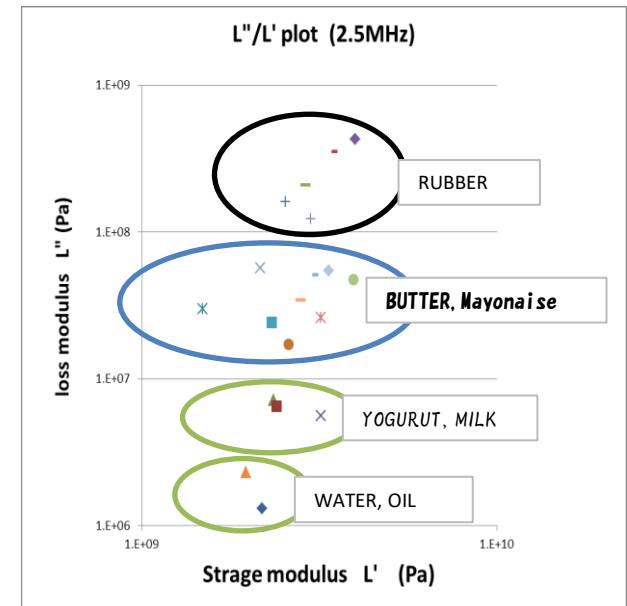 L"/L' plot (2.5MHz)
1.E+09
RUBBER
1.E+08
BUTTER, Mayonaise
loss modulus L" (Pa)
1.E+07
YOGURUT, MILK
WATER, OIL
1.E+06
1.E+09
1.E+10
Strage modulus L' (Pa)